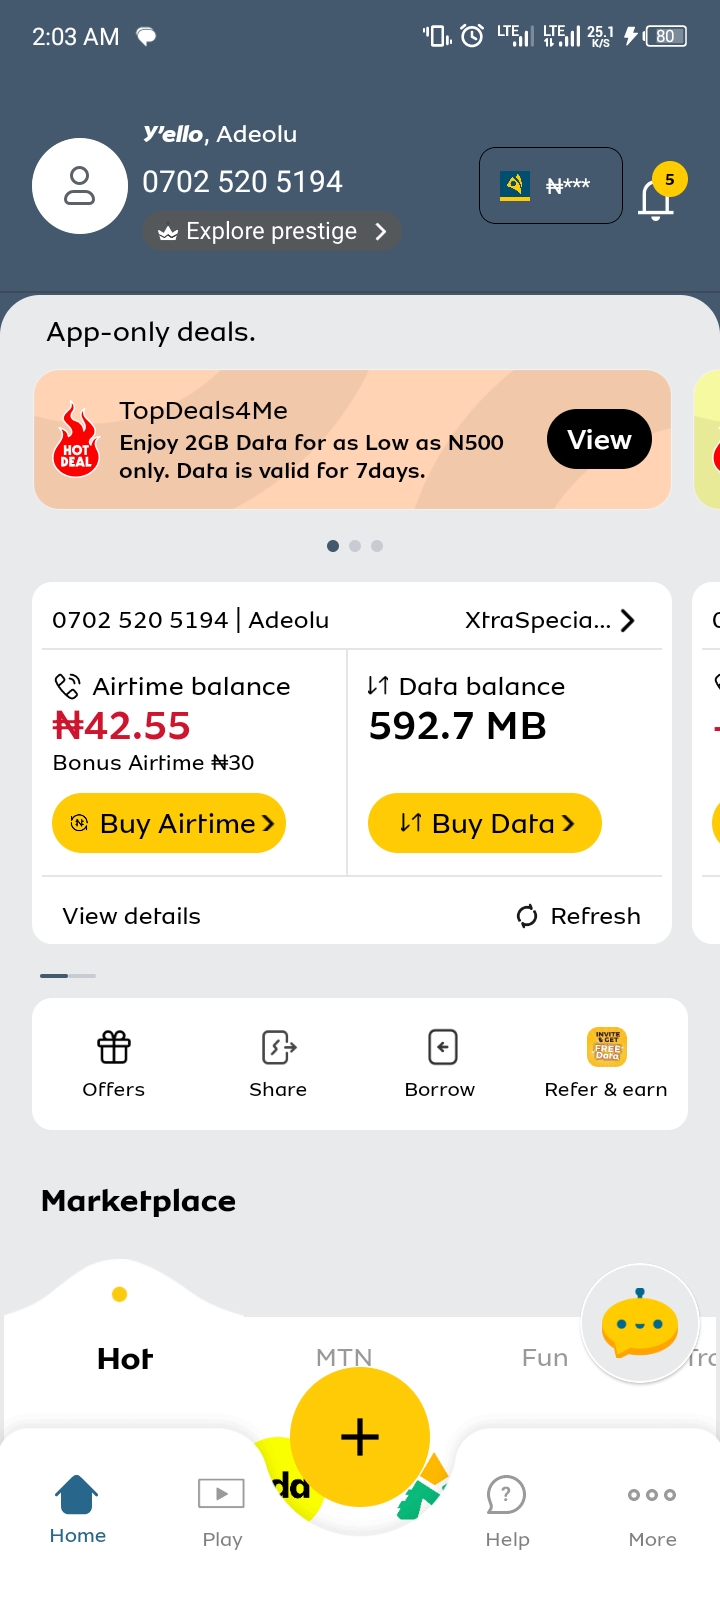 2:03 AM
LTE LTE 25.1 K/S 80
Y'ello, Adeolu
0702 520 5194
₦***
5
Explore prestige
App-only deals.
HOT DEAL
TopDeals4Me
Enjoy 2GB Data for as Low as N500
only. Data is valid for 7days.
View
0702 520 5194 | Adeolu
XtraSpecia...
Airtime balance
₦42.55
Bonus Airtime ₦30
Buy Airtime
Data balance
592.7 MB
Buy Data
View details
Refresh
Offers
Share
Borrow
INVITE & GET FREE Data
Refer & earn
Marketplace
Hot
MTN
Fun
Tra
da
Home
Play
Help
More